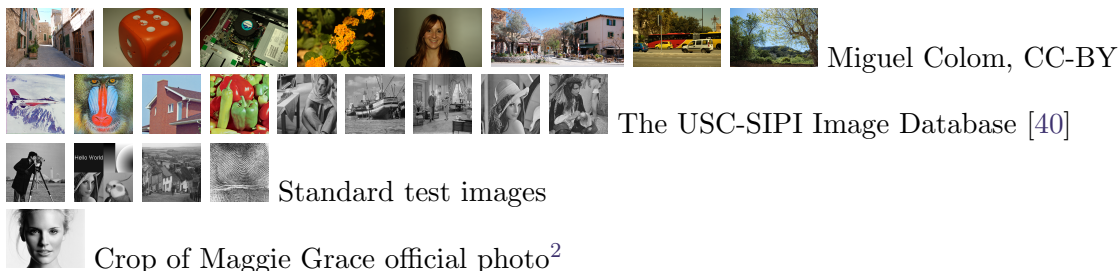 Miguel Colom, CC-BY
The USC-SIPI Image Database [40]
Hello World
Standard test images
Crop of Maggie Grace official photo2